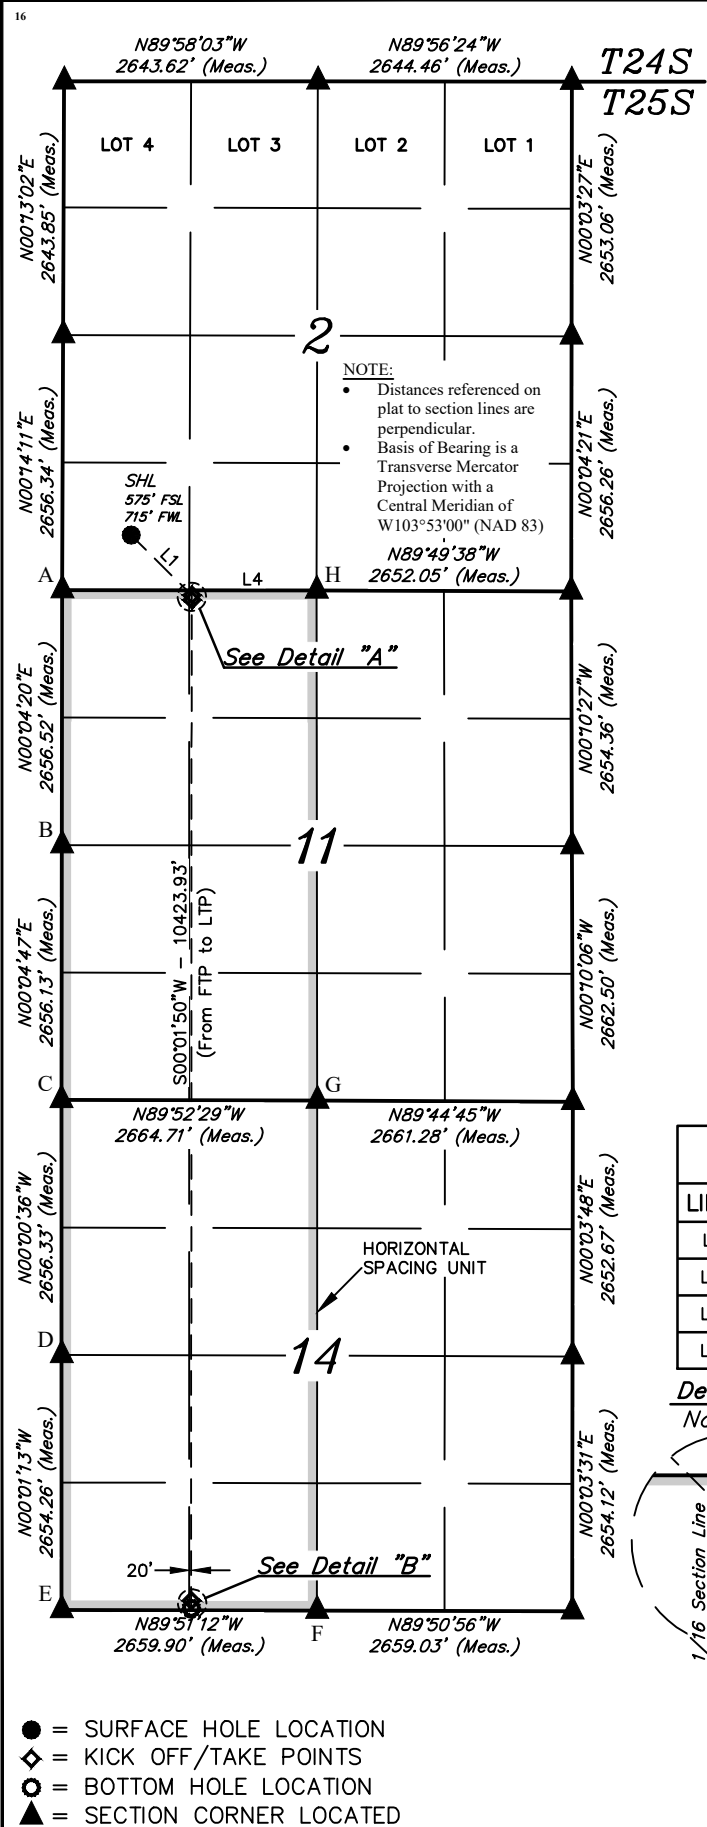 16
N89°58'03"W
2643.62' (Meas.)
N89°56'24"W
2644.46' (Meas.)
T24S
T25S
LOT 4
LOT 3
LOT 2
LOT 1
N00°13'02"E
2643.85' (Meas.)
N00°03'27"E
2653.06' (Meas.)
2
NOTE:
• Distances referenced on
plat to section lines are
perpendicular.
• Basis of Bearing is a
Transverse Mercator
Projection with a
Central Meridian of
W103°53'00" (NAD 83)
N00°14'11"E
2656.34' (Meas.)
N00°04'21"E
2656.26' (Meas.)
SHL
575' FSL
715' FWL
L1
N89°49'38"W
2652.05' (Meas.)
A
L4
H
See Detail "A"
N00°04'20"E
2656.52' (Meas.)
N00°10'27"W
2654.36' (Meas.)
B
11
S00°01'50"W – 10423.93'
(From FTP to LTP)
N00°04'47"E
2656.13' (Meas.)
N00°10'06"W
2662.50' (Meas.)
C
G
N89°52'29"W
2664.71' (Meas.)
N89°44'45"W
2661.28' (Meas.)
N00°00'36"W
2656.33' (Meas.)
N00°03'48"E
2652.67' (Meas.)
HORIZONTAL
SPACING UNIT
D
14
N00°01'13"W
2654.26' (Meas.)
N00°03'31"E
2654.12' (Meas.)
20'
See Detail "B"
E
N89°51'12"W
2659.90' (Meas.)
F
N89°50'56"W
2659.03' (Meas.)
1/16 Section Line
= SURFACE HOLE LOCATION
= KICK OFF/TAKE POINTS
= BOTTOM HOLE LOCATION
= SECTION CORNER LOCATED